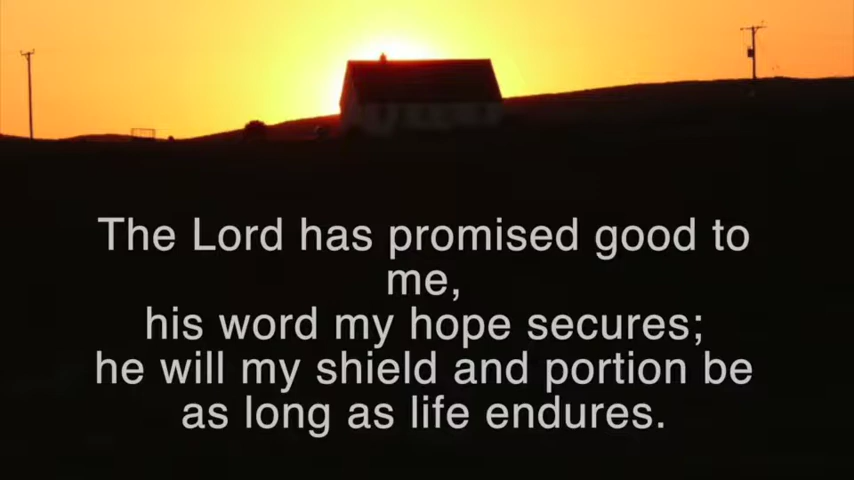 The Lord has promised good to
me,
his word my hope secures;
he will my shield and portion be
as long as life endures.